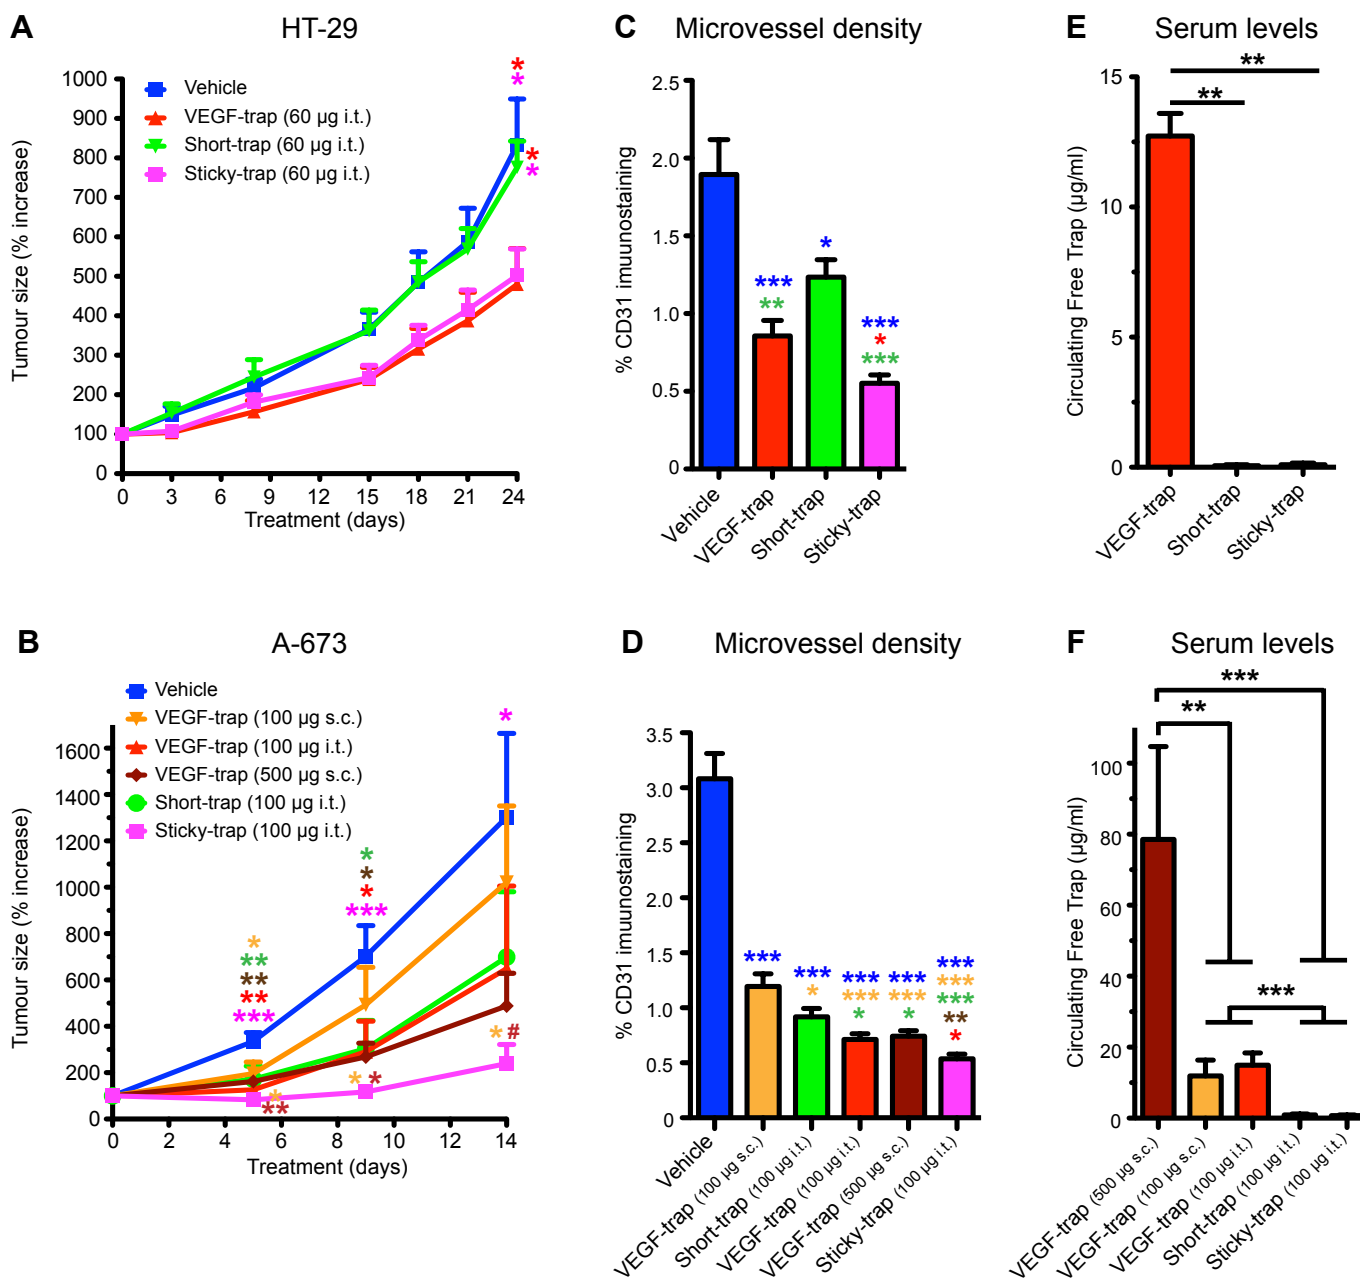 A
HT-29
Tumour size (% increase)
1000
900
800
700
600
500
400
300
200
100
0
Vehicle
VEGF-trap (60 µg i.t.)
Short-trap (60 µg i.t.)
Sticky-trap (60 µg i.t.)
*
*
*
*
0 3 6 9 12 15 18 21 24
Treatment (days)
C
Microvessel density
% CD31 imuunostaining
2.5
2.0
1.5
1.0
0.5
0
***
**
*
***
*
***
Vehicle
VEGF-trap
Short-trap
Sticky-trap
E
Serum levels
Circulating Free Trap (µg/ml)
15
10
5
0
**
**
VEGF-trap
Short-trap
Sticky-trap
B
A-673
Tumour size (% increase)
1600
1400
1200
1000
800
600
400
200
0
Vehicle
VEGF-trap (100 µg s.c.)
VEGF-trap (100 µg i.t.)
VEGF-trap (500 µg s.c.)
Short-trap (100 µg i.t.)
Sticky-trap (100 µg i.t.)
*
**
**
**
***
*
**
*
*
*
***
* *
*
* #
0 2 4 6 8 10 12 14
Treatment (days)
D
Microvessel density
% CD31 imuunostaining
3.5
3.0
2.5
2.0
1.5
1.0
0.5
0
***
***
*
***
***
*
***
***
*
***
***
***
**
*
Vehicle
VEGF-trap (100 µg s.c.)
Short-trap (100 µg i.t.)
VEGF-trap (100 µg i.t.)
VEGF-trap (500 µg s.c.)
Sticky-trap (100 µg i.t.)
F
Serum levels
Circulating Free Trap (µg/ml)
100
80
60
40
20
0
***
**
***
VEGF-trap (500 µg s.c.)
VEGF-trap (100 µg s.c.)
VEGF-trap (100 µg i.t.)
Short-trap (100 µg i.t.)
Sticky-trap (100 µg i.t.)